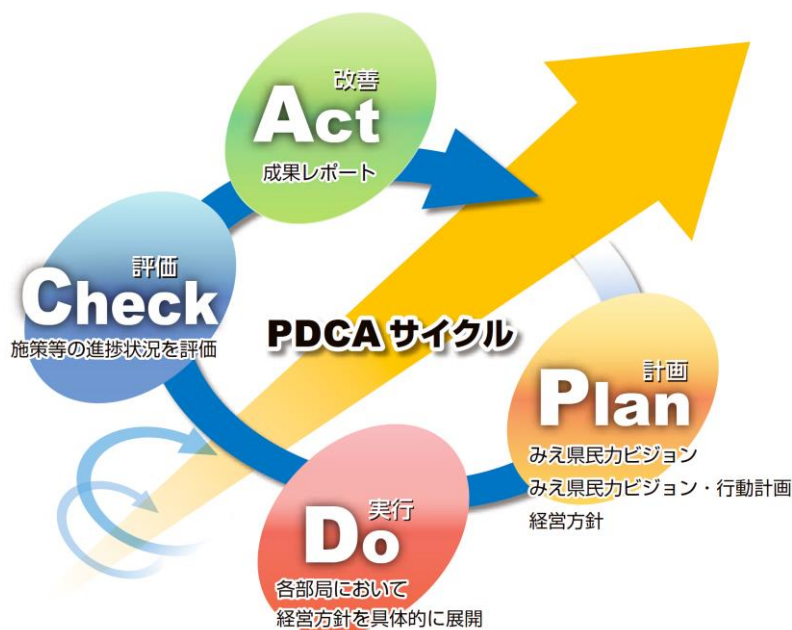 改善
Act
成果レポート
評価
Check
施策等の進捗状況を評価
PDCA サイクル
計画
Plan
みえ県民力ビジョン
みえ県民力ビジョン・行動計画
経営方針
実行
Do
各部局において
経営方針を具体的に展開